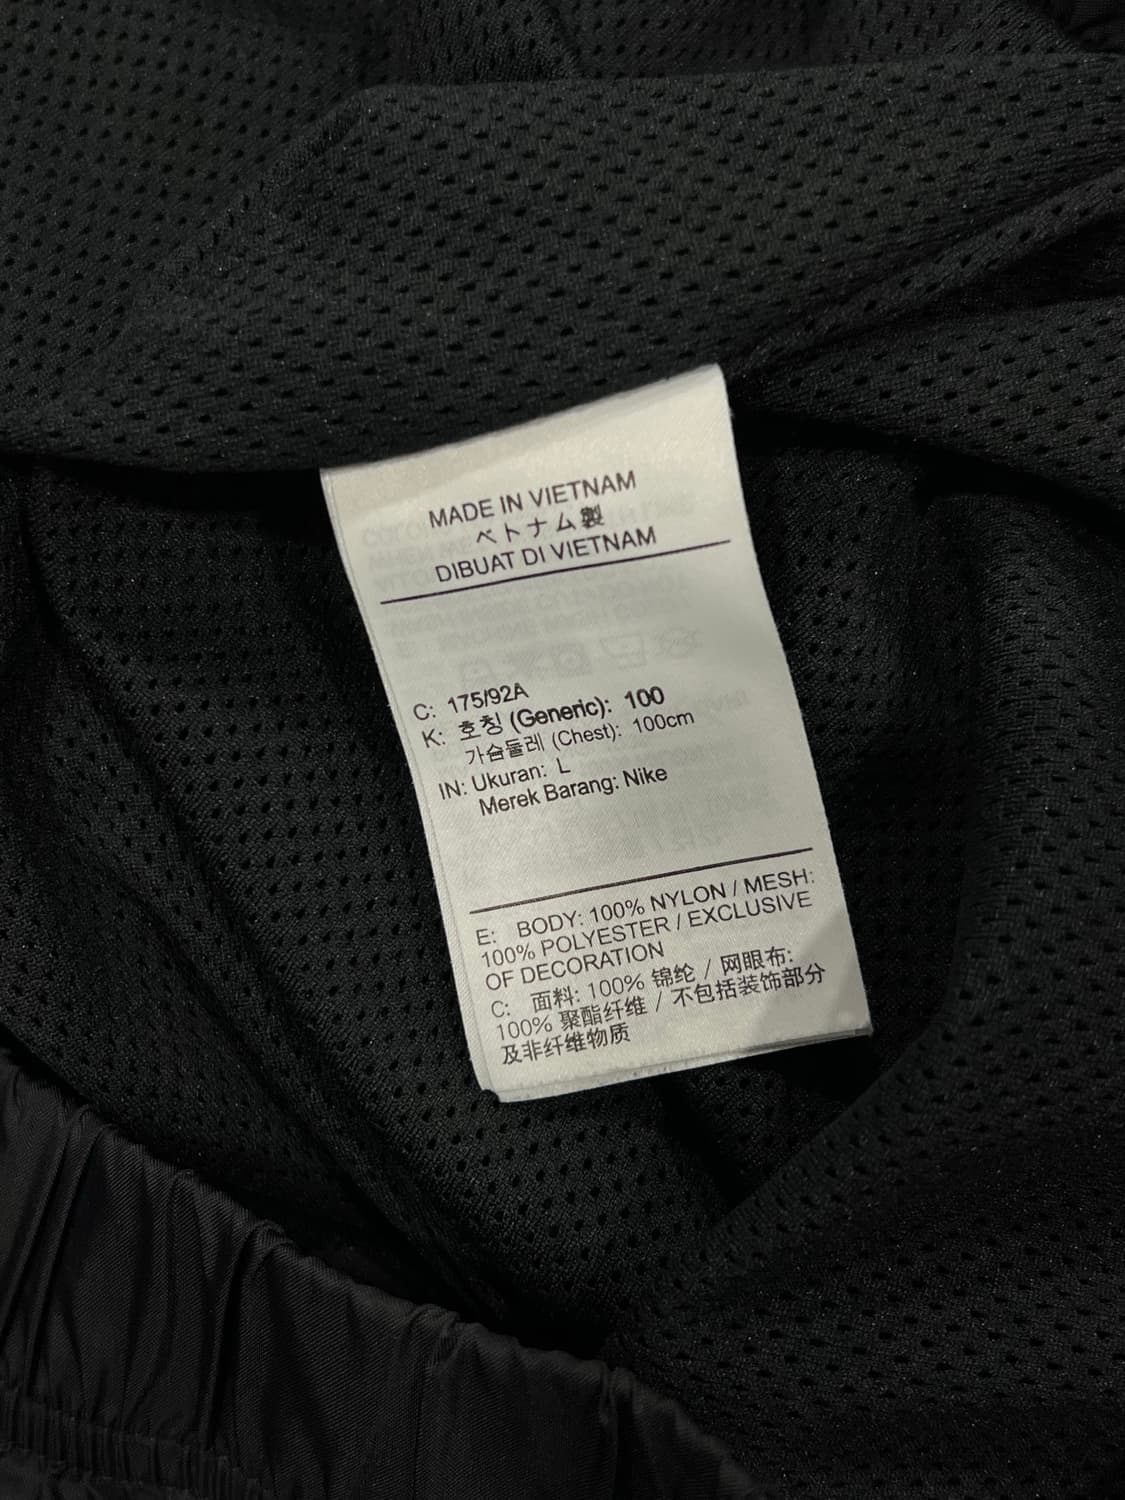 MADE IN VIETNAM
ベトナム製
DIBUAT DI VIETNAM
C: 175/92A
K: 호칭 (Generic): 100
가슴둘레 (Chest): 100cm
IN: Ukuran: L
Merek Barang: Nike
E: BODY: 100% NYLON / MESH:
100% POLYESTER / EXCLUSIVE
OF DECORATION
C: 面料: 100% 锦纶 / 网眼布:
100% 聚酯纤维 / 不包括装饰部分
及非纤维物质